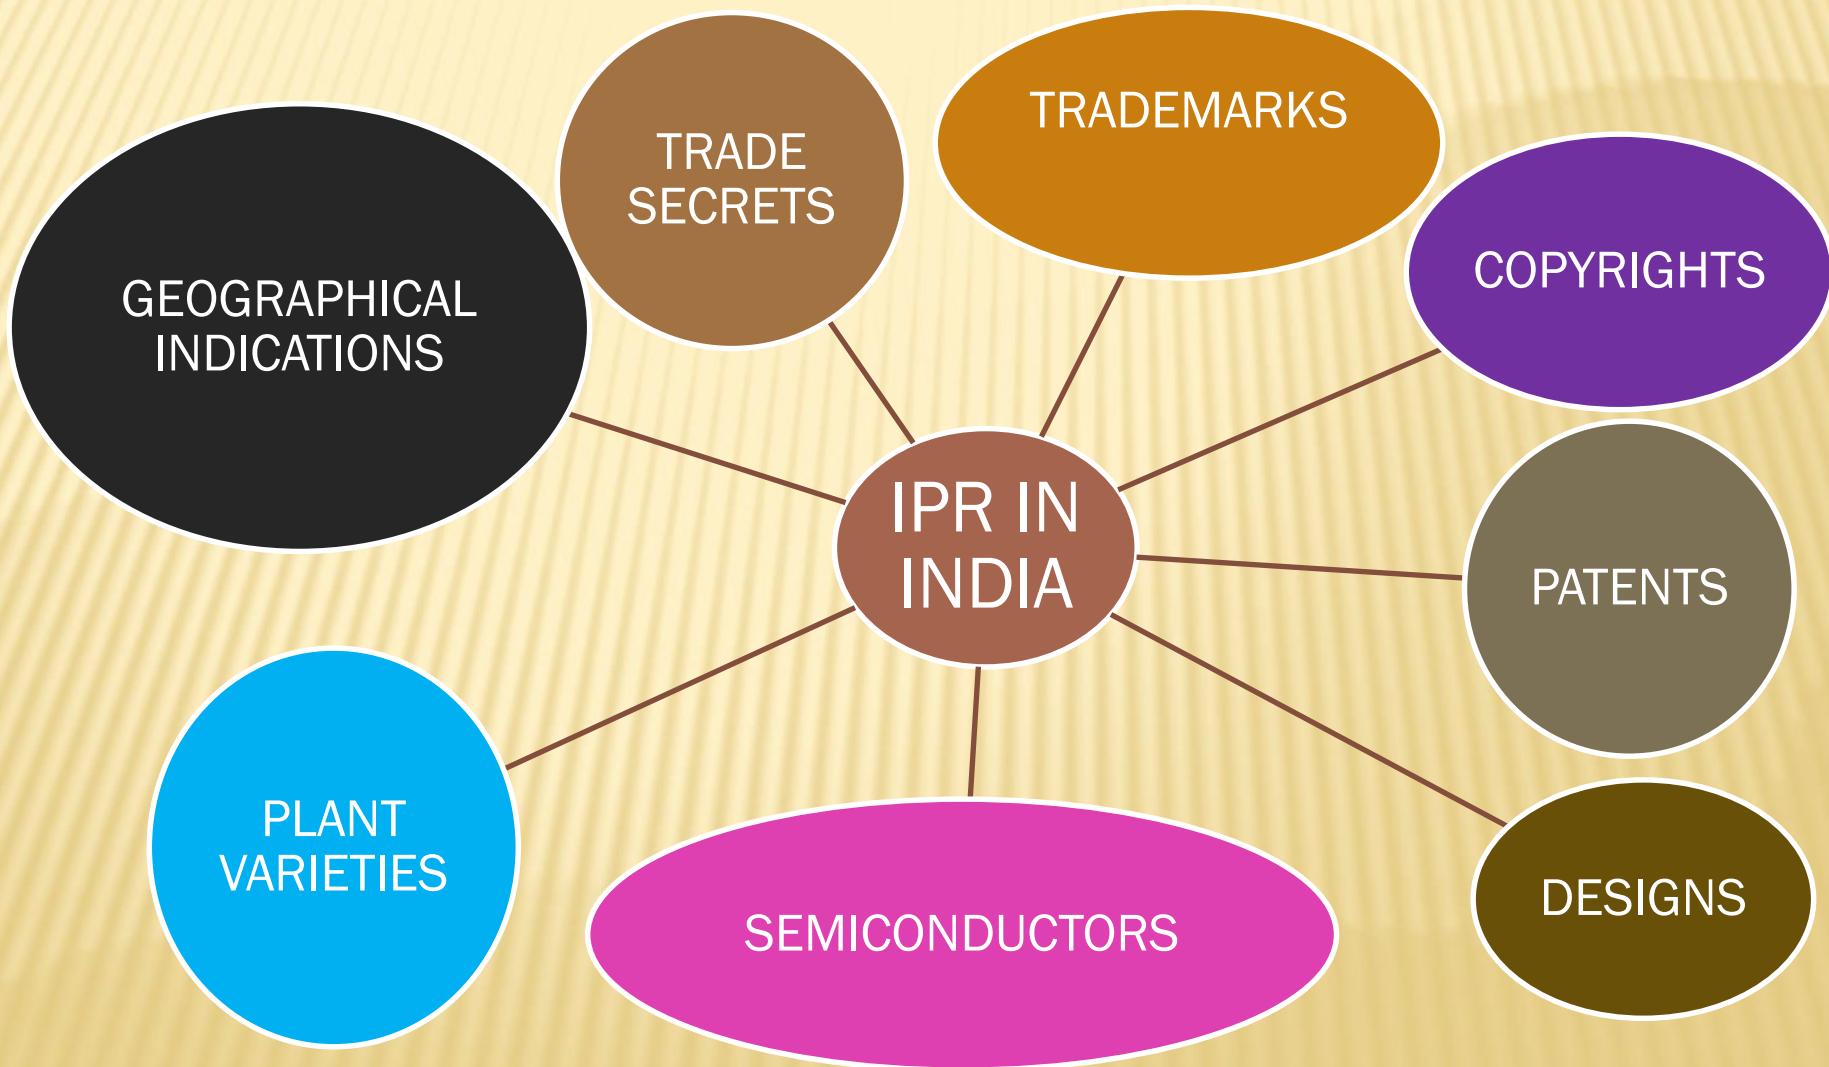 TRADEMARKS
TRADE
SECRETS
COPYRIGHTS
GEOGRAPHICAL
INDICATIONS
IPR IN
INDIA
PATENTS
PLANT
VARIETIES
DESIGNS
SEMICONDUCTORS